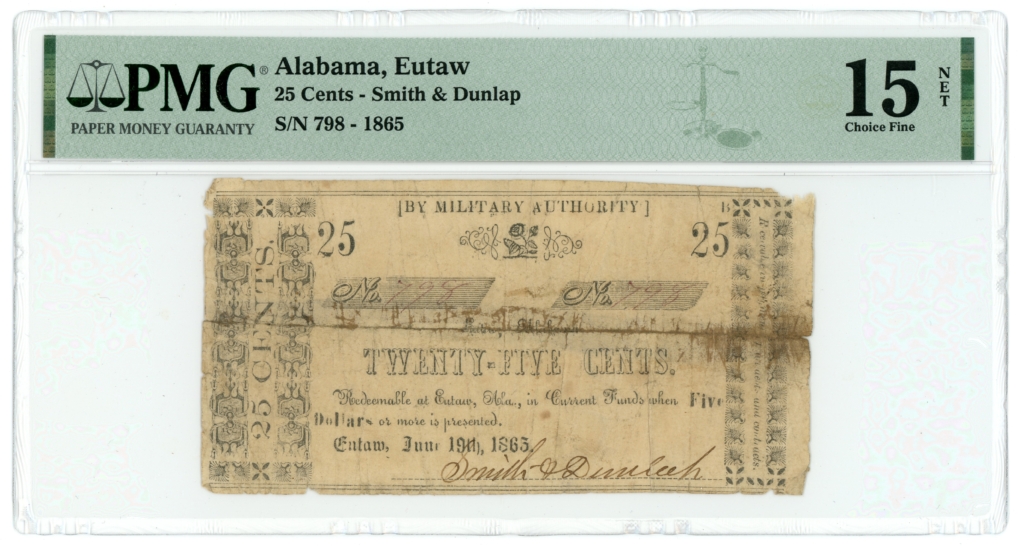 PMG®
PAPER MONEY GUARANTY
Alabama, Eutaw
25 Cents - Smith & Dunlap
S/N 798 - 1865
15
NET
Choice Fine
[BY MILITARY AUTHORITY]
25
25
25 CENTS.
No. 798
No. 798
TWENTY-FIVE CENTS.
Redeemable at Eutaw, Ala., in Current Funds when Five
Dollars or more is presented.
Eutaw, June 19th, 1865.
Smith & Dunlap